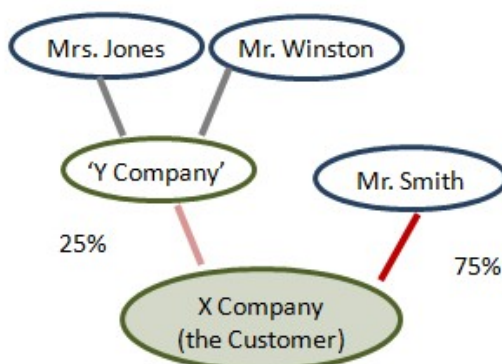 Mrs. Jones
Mr. Winston
‘Y Company’
Mr. Smith
25%
75%
X Company
(the Customer)